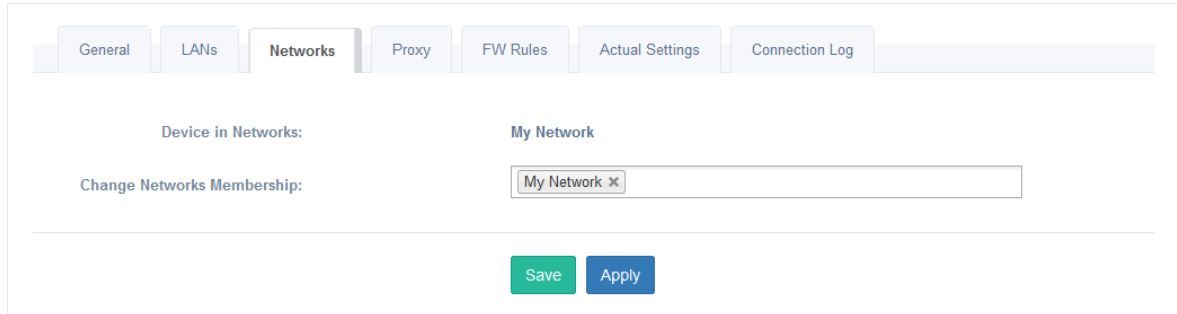 General LANs Networks Proxy FW Rules Actual Settings Connection Log
Device in Networks: My Network
Change Networks Membership: My Network ×
Save Apply